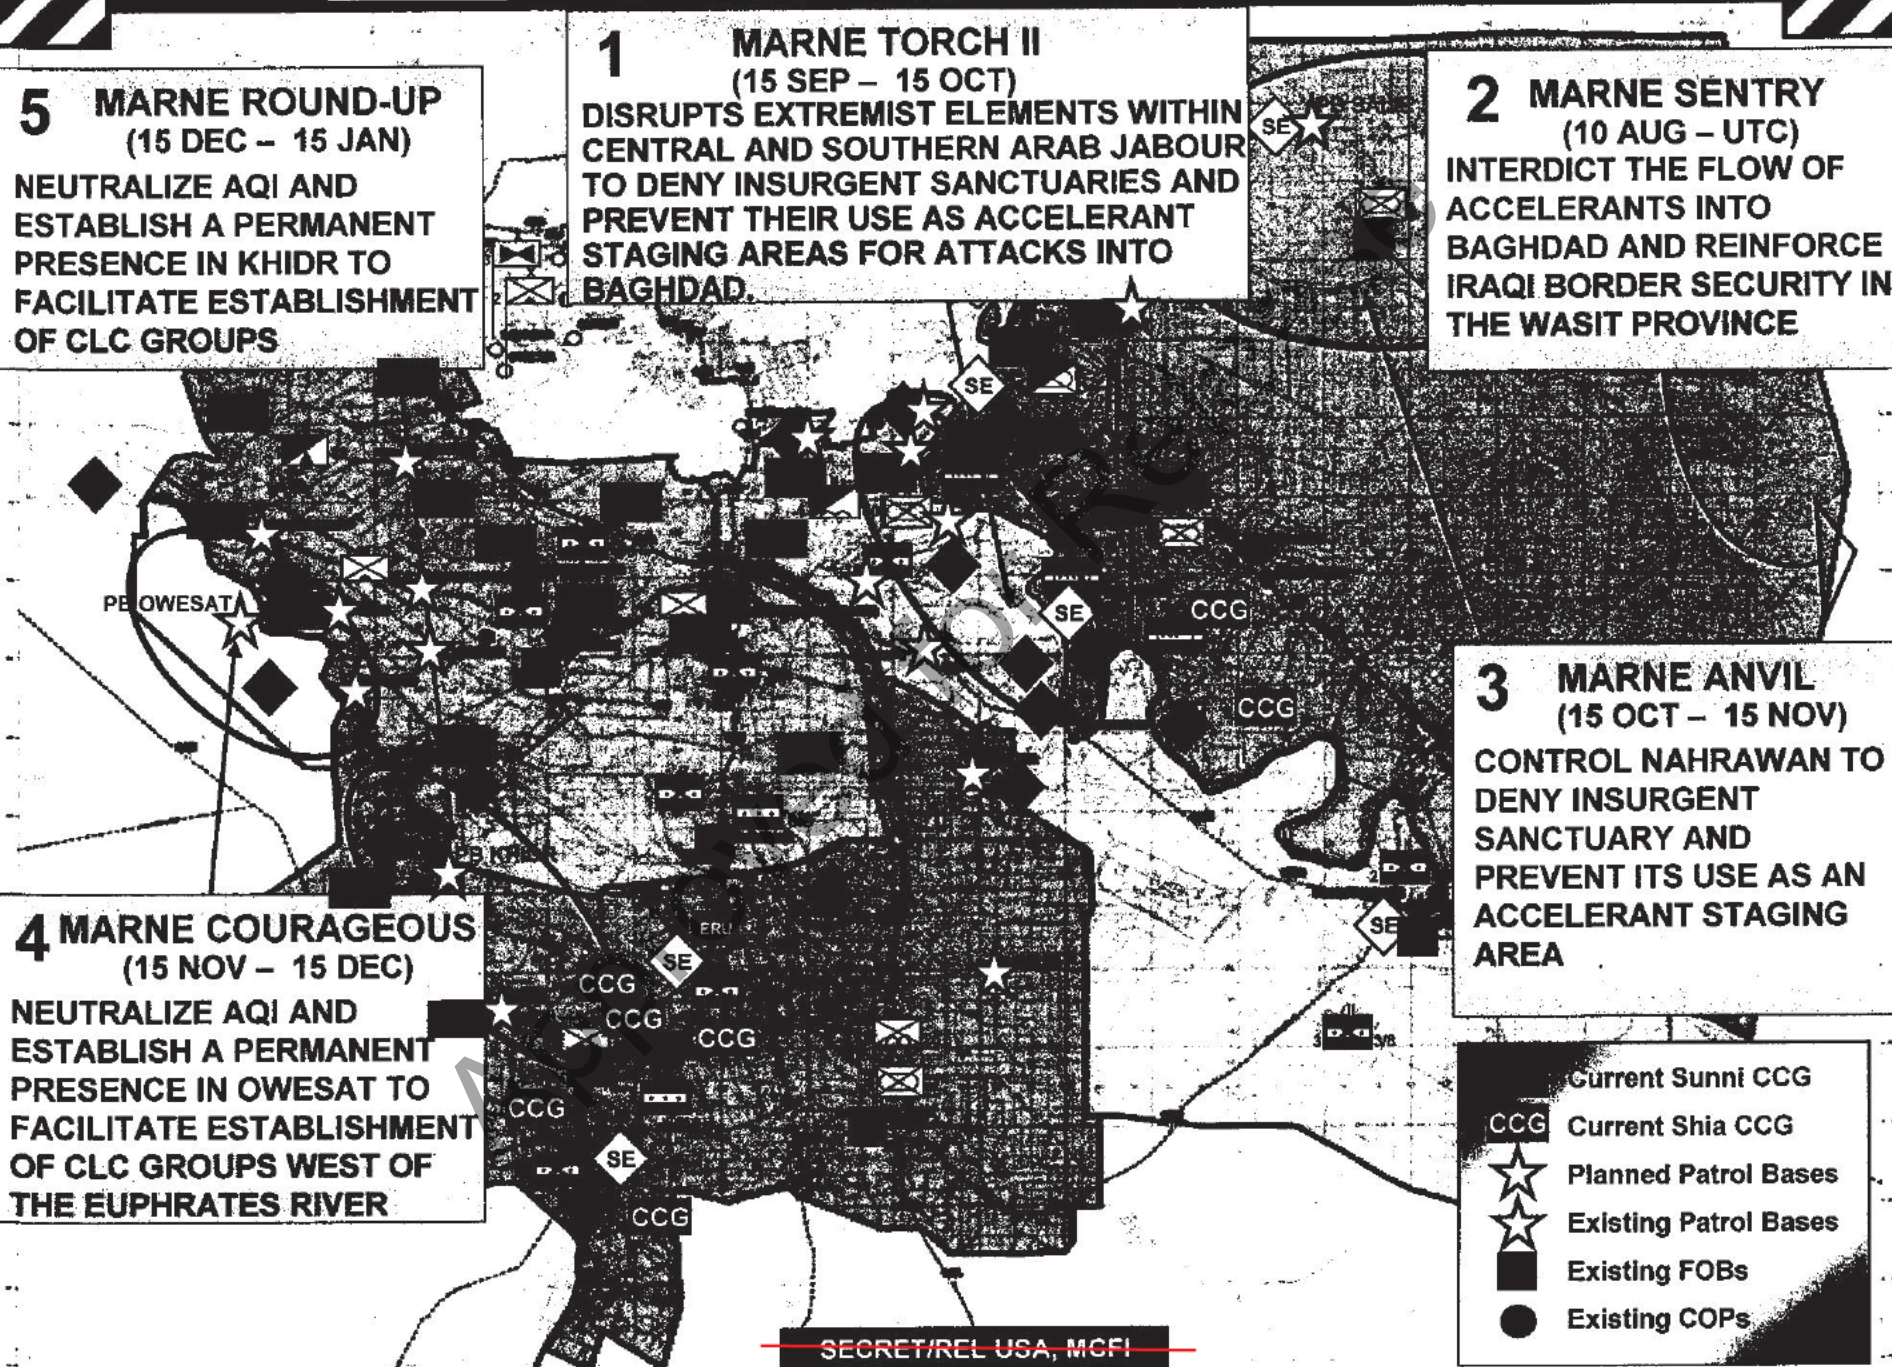 5 MARNE ROUND-UP
(15 DEC – 15 JAN)
NEUTRALIZE AQI AND
ESTABLISH A PERMANENT
PRESENCE IN KHIDR TO
FACILITATE ESTABLISHMENT
OF CLC GROUPS
1 MARNE TORCH II
(15 SEP – 15 OCT)
DISRUPTS EXTREMIST ELEMENTS WITHIN
CENTRAL AND SOUTHERN ARAB JABOUR
TO DENY INSURGENT SANCTUARIES AND
PREVENT THEIR USE AS ACCELERANT
STAGING AREAS FOR ATTACKS INTO
BAGHDAD.
2 MARNE SENTRY
(10 AUG – UTC)
INTERDICT THE FLOW OF
ACCELERANTS INTO
BAGHDAD AND REINFORCE
IRAQI BORDER SECURITY IN
THE WASIT PROVINCE
SE
SE
PB OWESAT
SE
CCG
CCG
3 MARNE ANVIL
(15 OCT – 15 NOV)
CONTROL NAHRAWAN TO
DENY INSURGENT
SANCTUARY AND
PREVENT ITS USE AS AN
ACCELERANT STAGING
AREA
4 MARNE COURAGEOUS
(15 NOV – 15 DEC)
NEUTRALIZE AQI AND
ESTABLISH A PERMANENT
PRESENCE IN OWESAT TO
FACILITATE ESTABLISHMENT
OF CLC GROUPS WEST OF
THE EUPHRATES RIVER
SE
SE
CCG
CCG
CCG
CCG
SE
CCG
Current Sunni CCG
CCG Current Shia CCG
Planned Patrol Bases
Existing Patrol Bases
Existing FOBs
Existing COPs
SECRET/REL USA, MCFI